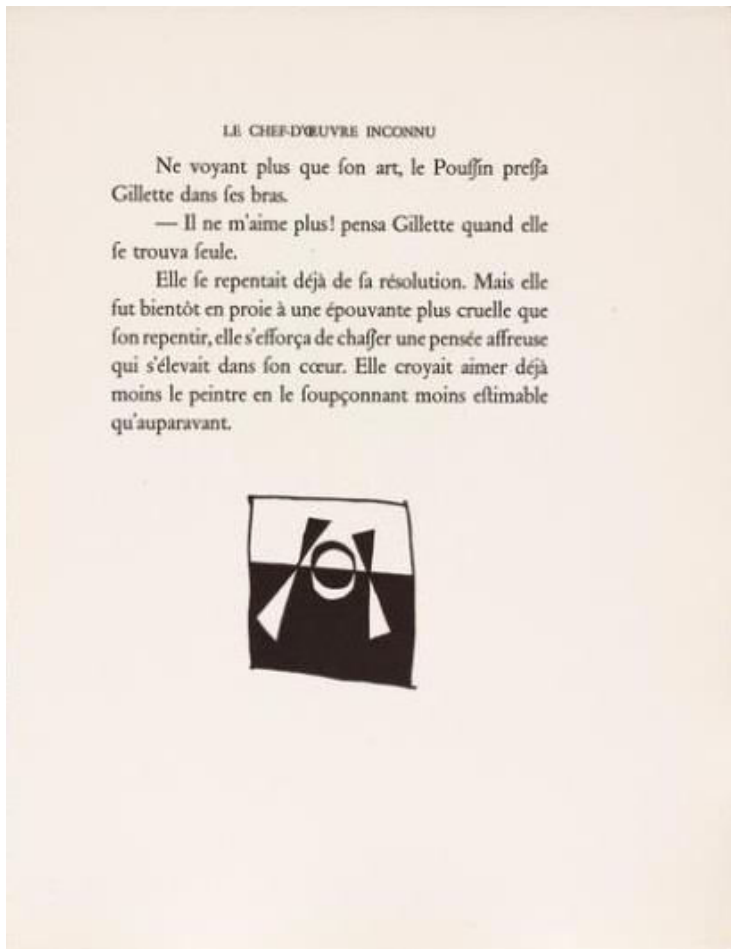 LE CHEF-D'ŒUVRE INCONNU
Ne voyant plus que ſon art, le Pouſſin preſſa
Gillette dans ſes bras.
— Il ne m'aime plus! pensa Gillette quand elle
ſe trouva ſeule.
Elle ſe repentait déjà de ſa résolution. Mais elle
fut bientôt en proie à une épouvante plus cruelle que
ſon repentir, elle s'efforça de chaſſer une pensée affreuse
qui s'élevait dans ſon cœur. Elle croyait aimer déjà
moins le peintre en le ſoupçonnant moins eſtimable
qu'auparavant.